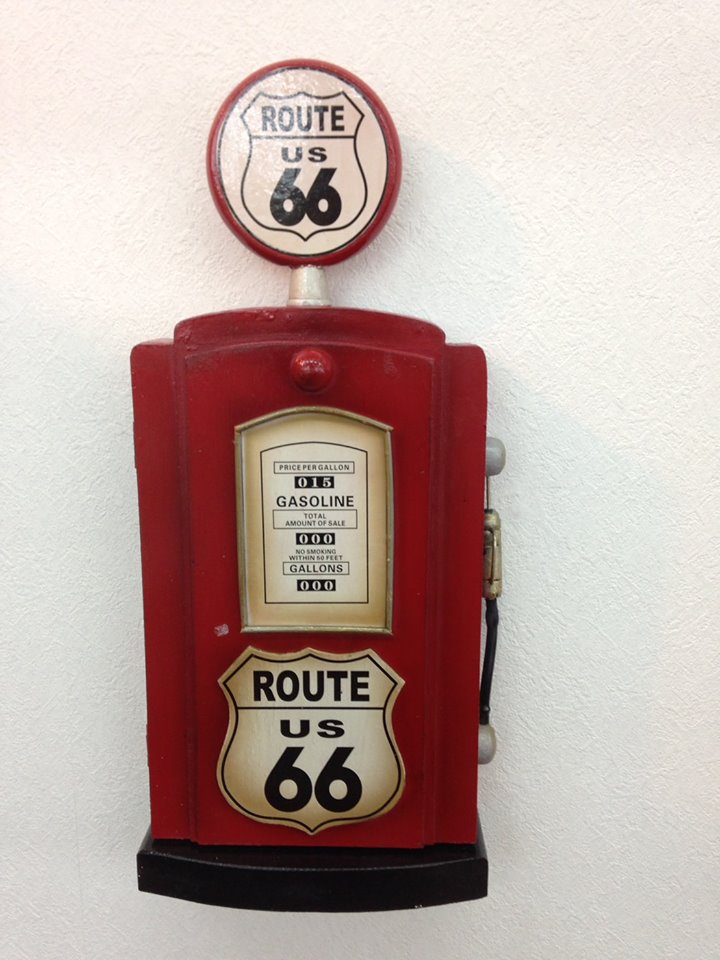 ROUTE
US
66
PRICE PER GALLON
015
GASOLINE
TOTAL
AMOUNT OF SALE
000
NO SMOKING
WITHIN 50 FEET
GALLONS
000
ROUTE
US
66